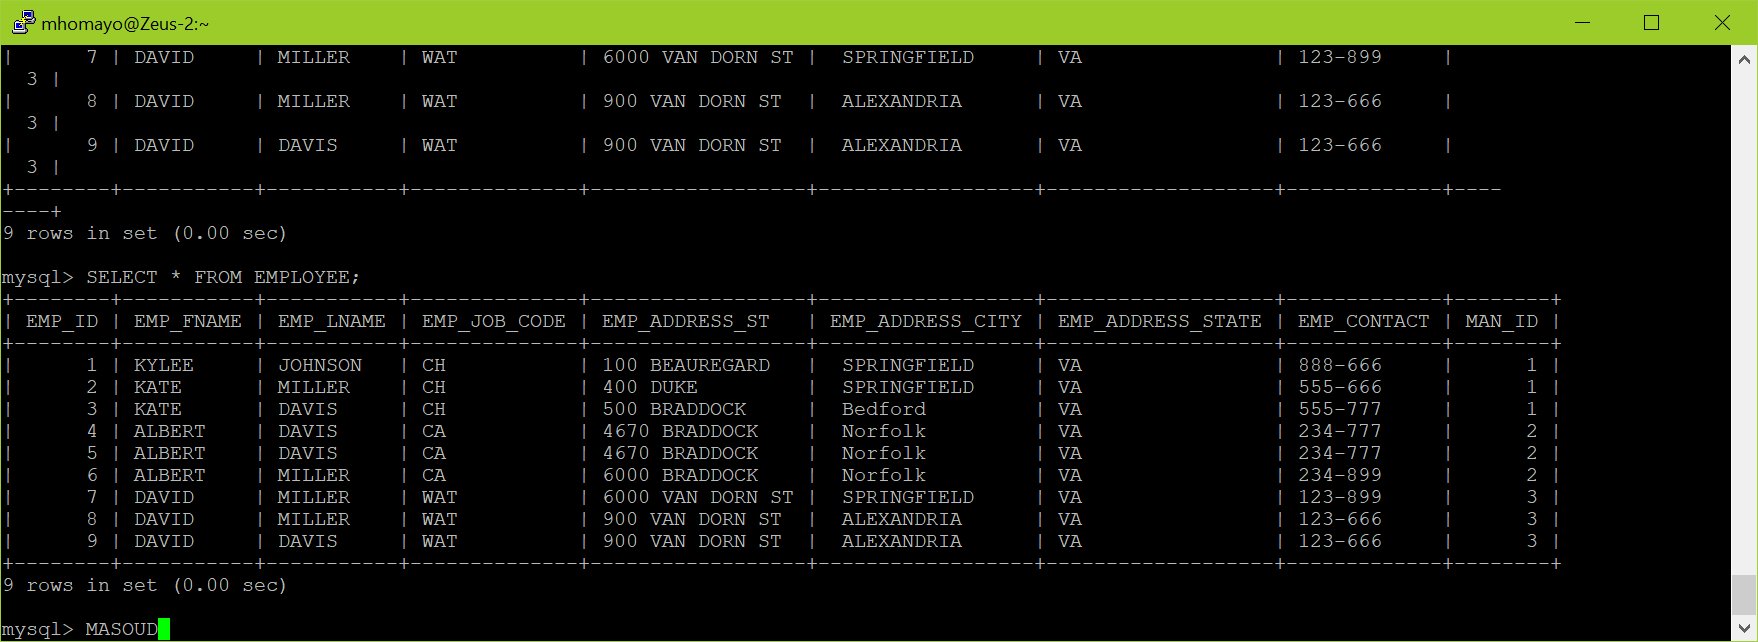 mhomayo@Zeus-2:~
|      7 | DAVID     | MILLER    | WAT          | 6000 VAN DORN ST |  SPRINGFIELD     | VA                | 123-899     |
  3 |
|      8 | DAVID     | MILLER    | WAT          | 900 VAN DORN ST  |  ALEXANDRIA      | VA                | 123-666     |
  3 |
|      9 | DAVID     | DAVIS     | WAT          | 900 VAN DORN ST  |  ALEXANDRIA      | VA                | 123-666     |
  3 |
+--------+-----------+-----------+--------------+------------------+------------------+-------------------+-------------+----
----+
9 rows in set (0.00 sec)
mysql> SELECT * FROM EMPLOYEE;
+--------+-----------+-----------+--------------+------------------+------------------+-------------------+-------------+--------+
| EMP_ID | EMP_FNAME | EMP_LNAME | EMP_JOB_CODE | EMP_ADDRESS_ST   | EMP_ADDRESS_CITY | EMP_ADDRESS_STATE | EMP_CONTACT | MAN_ID |
+--------+-----------+-----------+--------------+------------------+------------------+-------------------+-------------+--------+
|      1 | KYLEE     | JOHNSON   | CH           | 100 BEAUREGARD   |  SPRINGFIELD     | VA                | 888-666     |      1 |
|      2 | KATE      | MILLER    | CH           | 400 DUKE         |  SPRINGFIELD     | VA                | 555-666     |      1 |
|      3 | KATE      | DAVIS     | CH           | 500 BRADDOCK     |  Bedford         | VA                | 555-777     |      1 |
|      4 | ALBERT    | DAVIS     | CA           | 4670 BRADDOCK    |  Norfolk         | VA                | 234-777     |      2 |
|      5 | ALBERT    | DAVIS     | CA           | 4670 BRADDOCK    |  Norfolk         | VA                | 234-777     |      2 |
|      6 | ALBERT    | MILLER    | CA           | 6000 BRADDOCK    |  Norfolk         | VA                | 234-899     |      2 |
|      7 | DAVID     | MILLER    | WAT          | 6000 VAN DORN ST |  SPRINGFIELD     | VA                | 123-899     |      3 |
|      8 | DAVID     | MILLER    | WAT          | 900 VAN DORN ST  |  ALEXANDRIA      | VA                | 123-666     |      3 |
|      9 | DAVID     | DAVIS     | WAT          | 900 VAN DORN ST  |  ALEXANDRIA      | VA                | 123-666     |      3 |
+--------+-----------+-----------+--------------+------------------+------------------+-------------------+-------------+--------+
9 rows in set (0.00 sec)
mysql> MASOUD